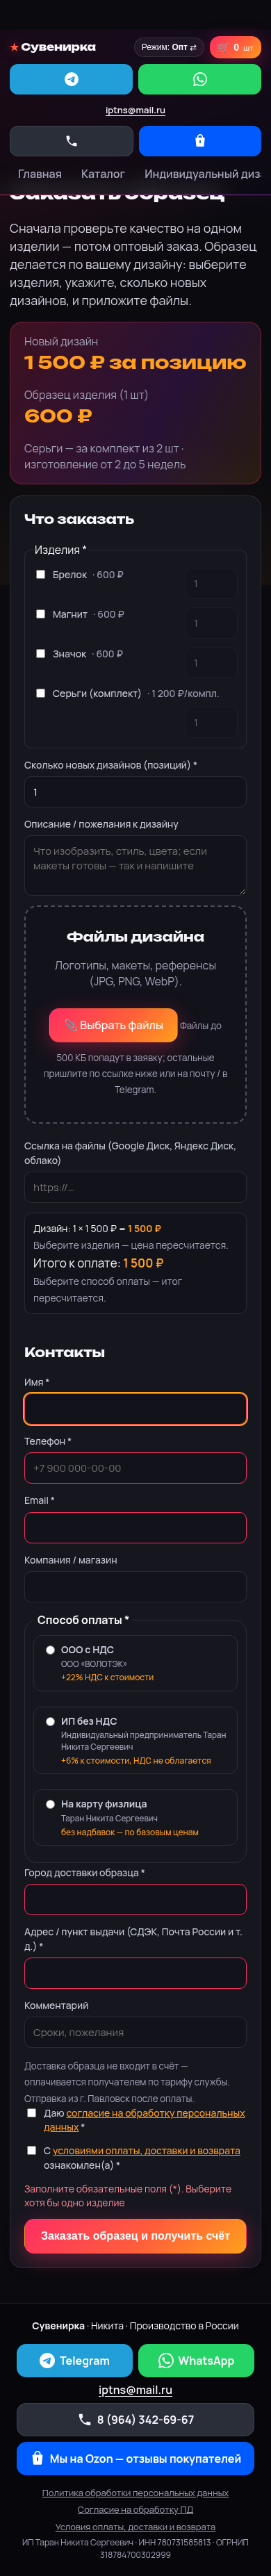 Сувенирка
Режим: Опт ⇄
🛒 0 шт
iptns@mail.ru
Главная Каталог Индивидуальный диза
Заказать образец
Сначала проверьте качество на одном
изделии — потом оптовый заказ. Образец
делается по вашему дизайну: выберите
изделия, укажите, сколько новых
дизайнов, и приложите файлы.
Новый дизайн
1 500 ₽ за позицию
Образец изделия (1 шт)
600 ₽
Серьги — за комплект из 2 шт ·
изготовление от 2 до 5 недель
Что заказать
Изделия *
Брелок · 600 ₽
1
Магнит · 600 ₽
1
Значок · 600 ₽
1
Серьги (комплект) · 1 200 ₽/компл.
1
Сколько новых дизайнов (позиций) *
1
Описание / пожелания к дизайну
Что изобразить, стиль, цвета; если
макеты готовы — так и напишите
Файлы дизайна
Логотипы, макеты, референсы
(JPG, PNG, WebP).
📎 Выбрать файлы Файлы до
500 КБ попадут в заявку; остальные
пришлите по ссылке ниже или на почту / в
Telegram.
Ссылка на файлы (Google Диск, Яндекс Диск,
облако)
https://…
Дизайн: 1 × 1 500 ₽ = 1 500 ₽
Выберите изделия — цена пересчитается.
Итого к оплате: 1 500 ₽
Выберите способ оплаты — итог
пересчитается.
Контакты
Имя *
Телефон *
+7 900 000-00-00
Email *
Компания / магазин
Способ оплаты *
ООО с НДС
ООО «ВОЛОТЭК»
+22% НДС к стоимости
ИП без НДС
Индивидуальный предприниматель Таран
Никита Сергеевич
+6% к стоимости, НДС не облагается
На карту физлица
Таран Никита Сергеевич
без надбавок — по базовым ценам
Город доставки образца *
Адрес / пункт выдачи (СДЭК, Почта России и т.
д.) *
Комментарий
Сроки, пожелания
Доставка образца не входит в счёт —
оплачивается получателем по тарифу службы.
Отправка из г. Павловск после оплаты.
Даю согласие на обработку персональных
данных *
С условиями оплаты, доставки и возврата
ознакомлен(а) *
Заполните обязательные поля (*). Выберите
хотя бы одно изделие
Заказать образец и получить счёт
Сувенирка · Никита · Производство в России
Telegram WhatsApp
iptns@mail.ru
8 (964) 342-69-67
Мы на Ozon — отзывы покупателей
Политика обработки персональных данных
Согласие на обработку ПД
Условия оплаты, доставки и возврата
ИП Таран Никита Сергеевич · ИНН 780731585813 · ОГРНИП
318784700302999